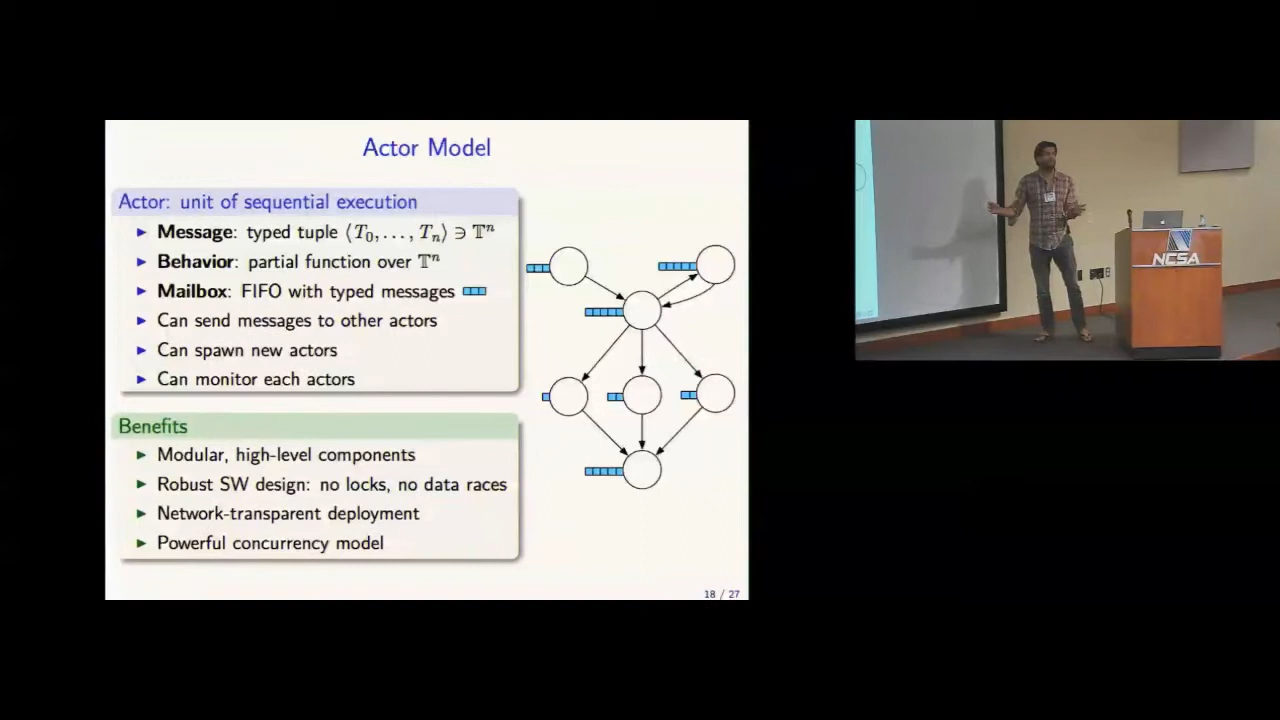 Actor Model
Actor: unit of sequential execution
► Message: typed tuple ⟨T₀, . . . , Tₙ⟩ ∋ 𝕋ⁿ
► Behavior: partial function over 𝕋ⁿ
► Mailbox: FIFO with typed messages
► Can send messages to other actors
► Can spawn new actors
► Can monitor each actors
Benefits
► Modular, high-level components
► Robust SW design: no locks, no data races
► Network-transparent deployment
► Powerful concurrency model
18 / 27
NCSA